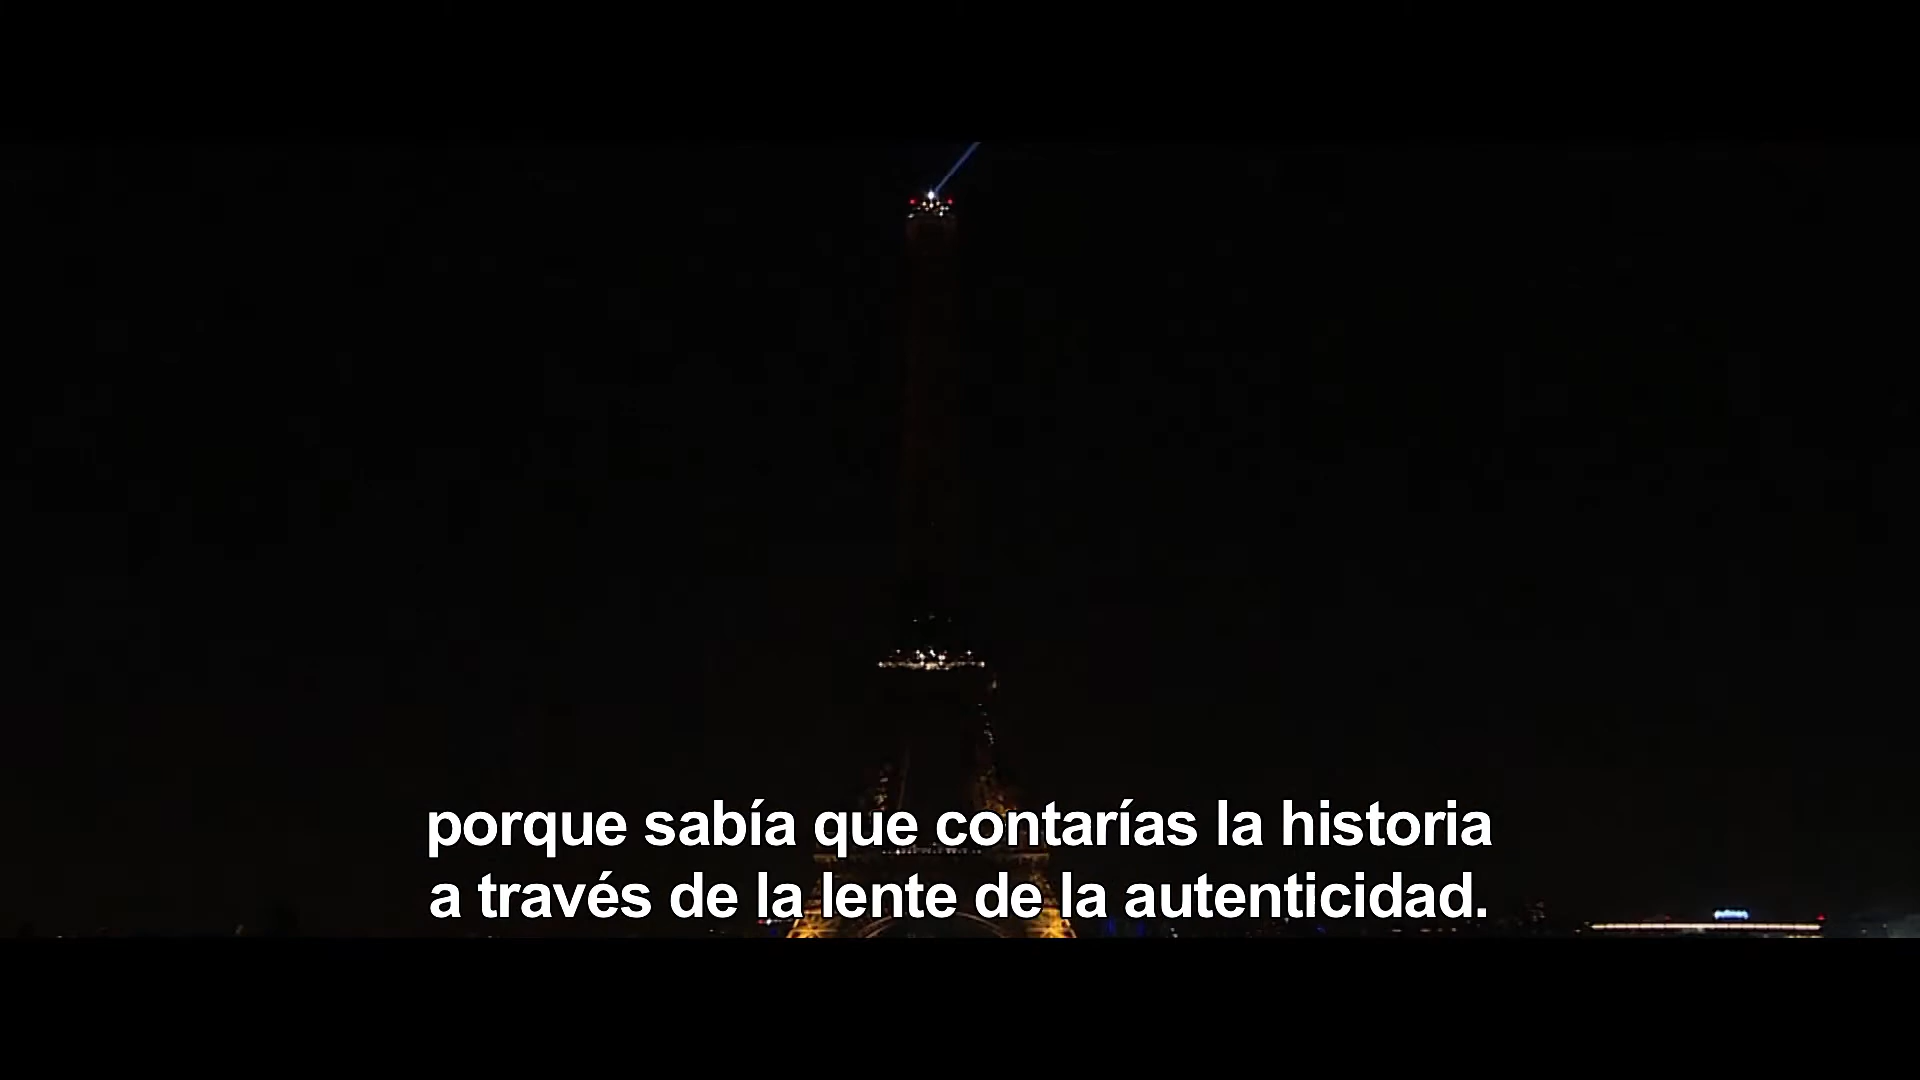 porque sabía que contarías la historia
a través de la lente de la autenticidad.